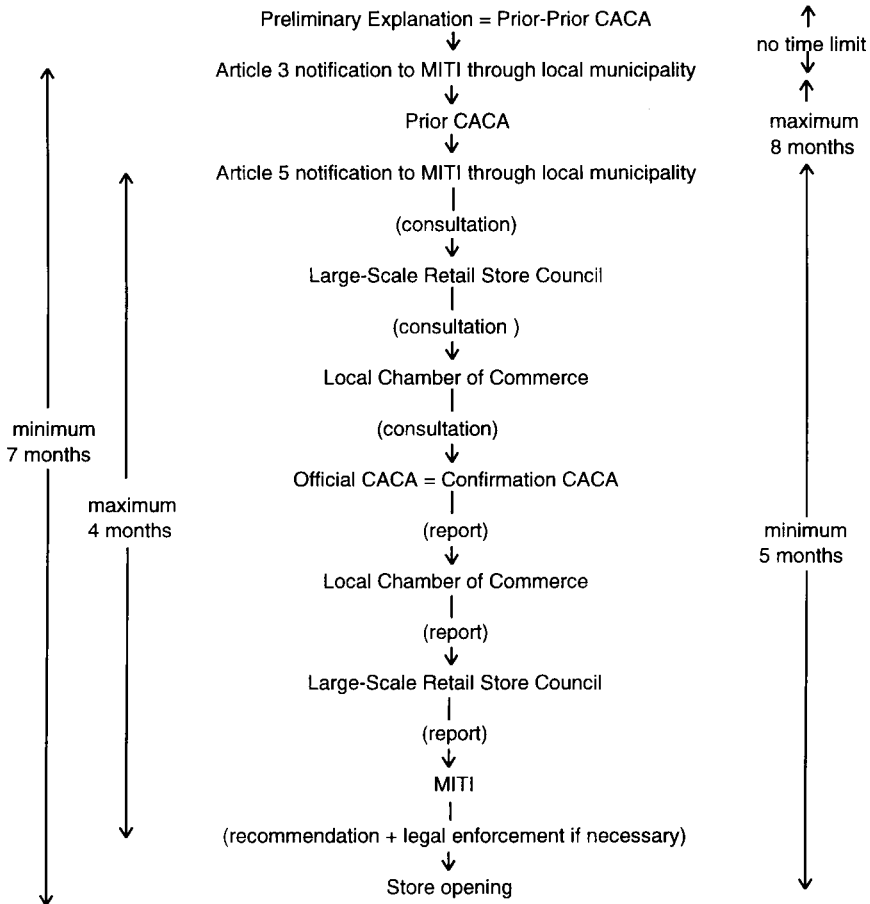 Preliminary Explanation = Prior-Prior CACA
no time limit
Article 3 notification to MITI through local municipality
Prior CACA
maximum
8 months
Article 5 notification to MITI through local municipality
(consultation)
Large-Scale Retail Store Council
(consultation )
Local Chamber of Commerce
minimum
7 months
(consultation)
Official CACA = Confirmation CACA
maximum
4 months
(report)
minimum
5 months
Local Chamber of Commerce
(report)
Large-Scale Retail Store Council
(report)
MITI
(recommendation + legal enforcement if necessary)
Store opening